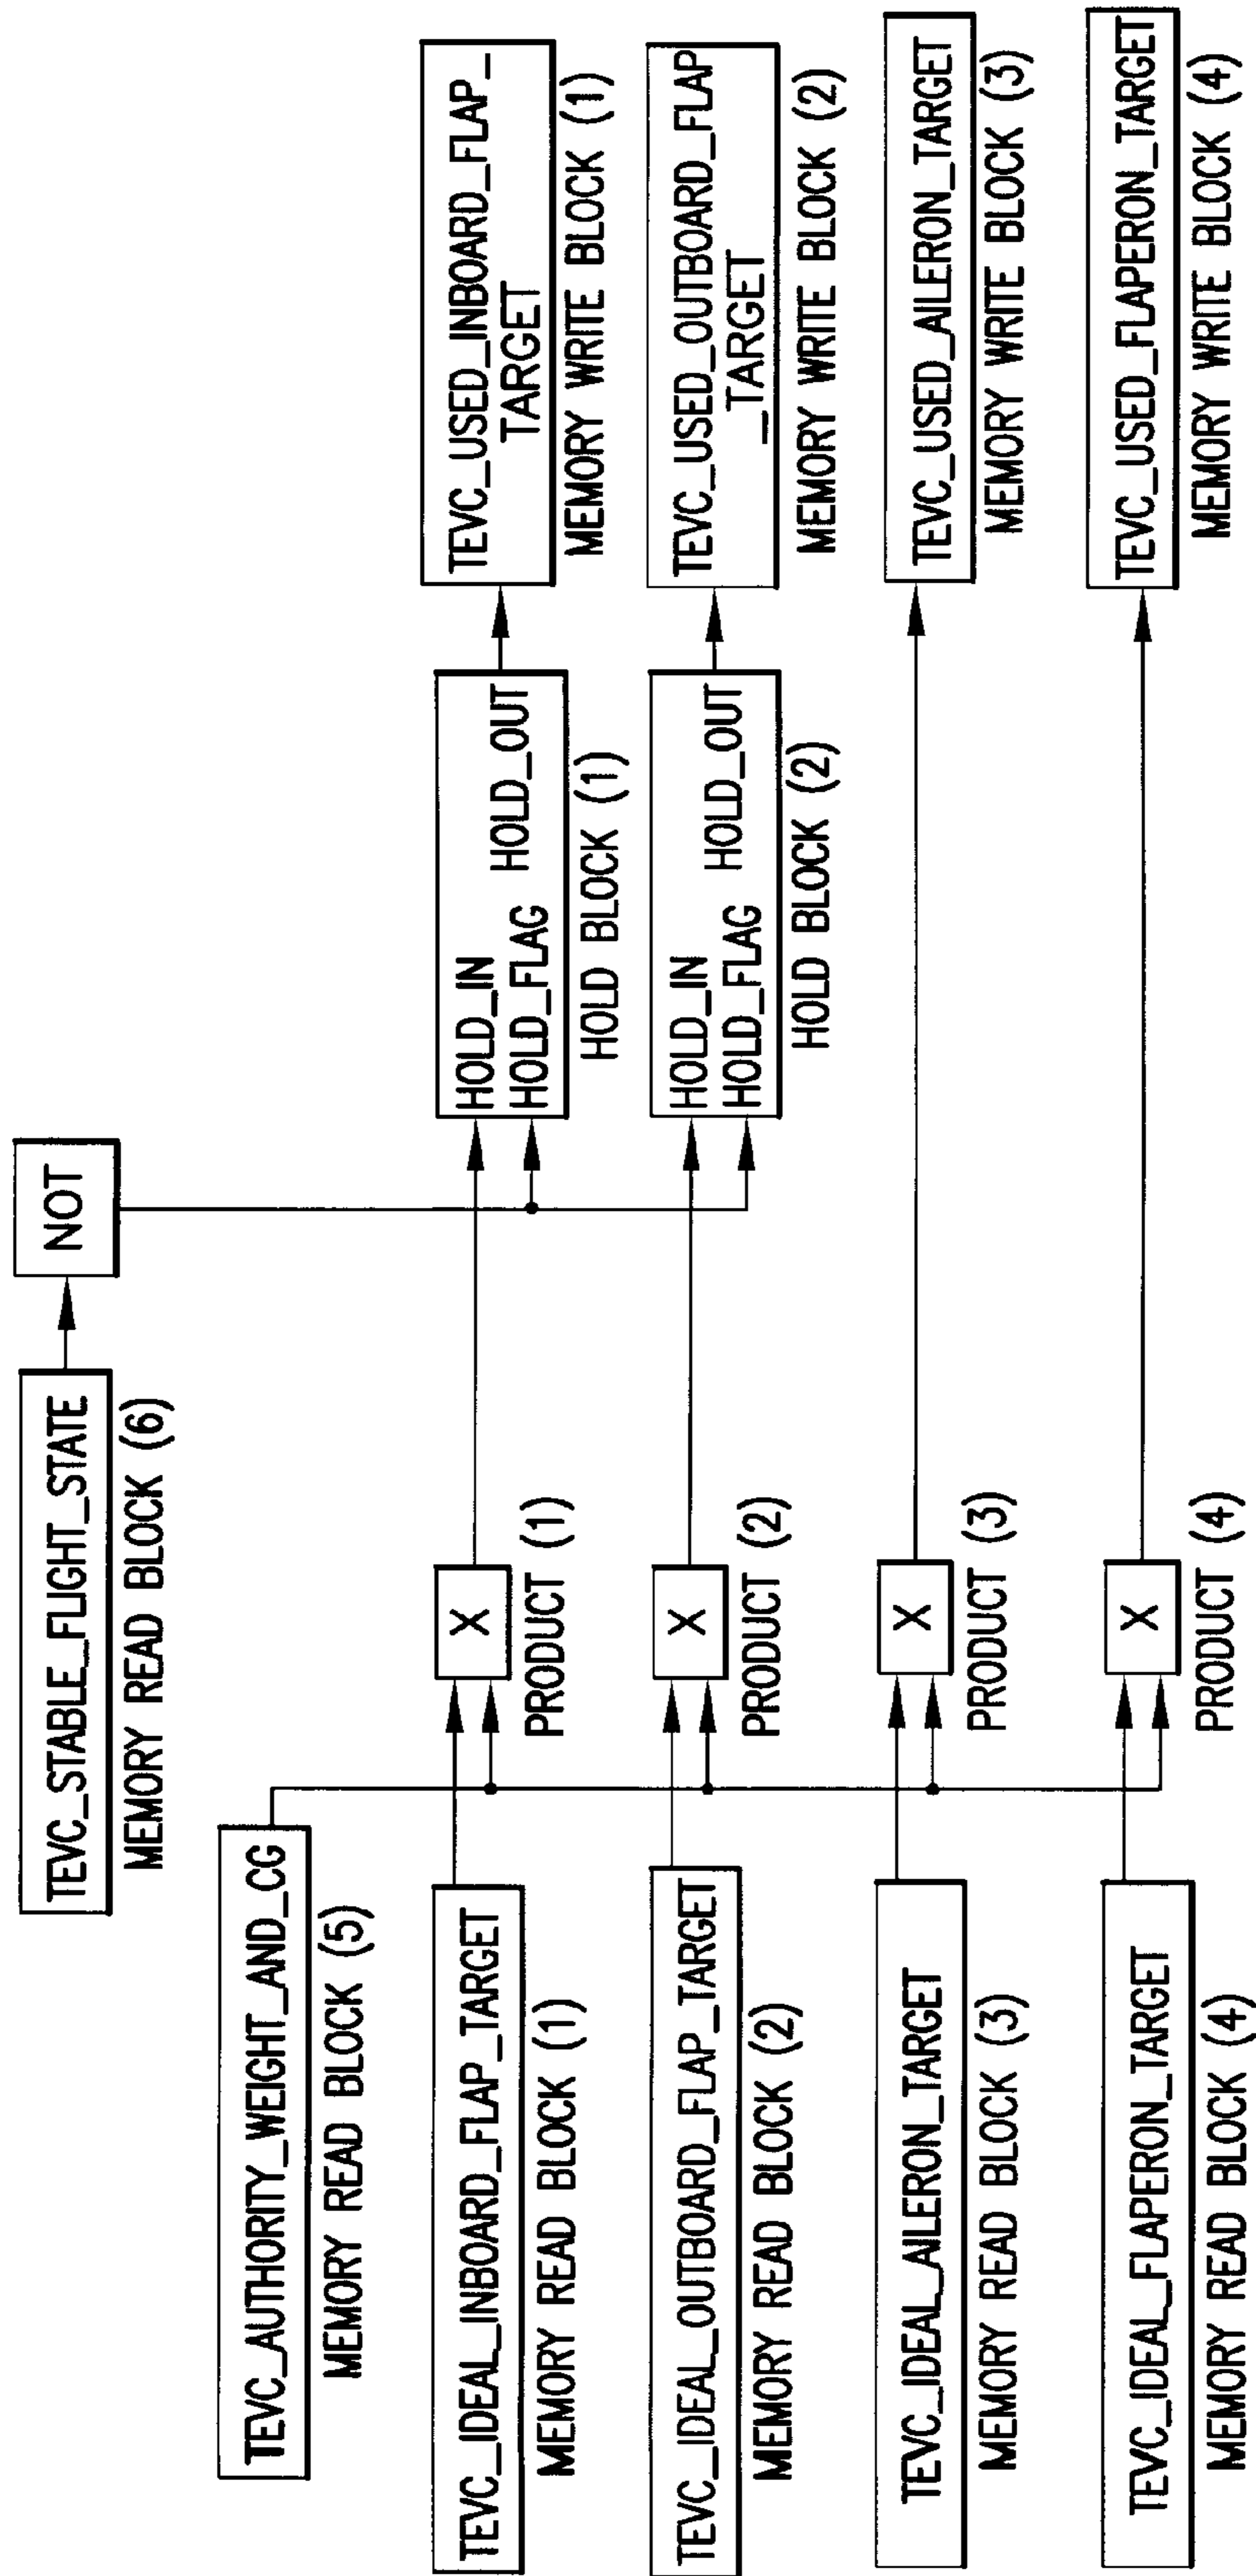 TEVC_STABLE_FLIGHT_STATE
MEMORY READ BLOCK (6)
NOT
TEVC_AUTHORITY_WEIGHT_AND_CG
MEMORY READ BLOCK (5)
TEVC_IDEAL_INBOARD_FLAP_TARGET
MEMORY READ BLOCK (1)
X
PRODUCT (1)
HOLD_IN
HOLD_FLAG
HOLD_OUT
HOLD BLOCK (1)
TEVC_USED_INBOARD_FLAP_
TARGET
MEMORY WRITE BLOCK (1)
TEVC_IDEAL_OUTBOARD_FLAP_TARGET
MEMORY READ BLOCK (2)
X
PRODUCT (2)
HOLD_IN
HOLD_FLAG
HOLD_OUT
HOLD BLOCK (2)
TEVC_USED_OUTBOARD_FLAP
_TARGET
MEMORY WRITE BLOCK (2)
TEVC_IDEAL_AILERON_TARGET
MEMORY READ BLOCK (3)
X
PRODUCT (3)
TEVC_USED_AILERON_TARGET
MEMORY WRITE BLOCK (3)
TEVC_IDEAL_FLAPERON_TARGET
MEMORY READ BLOCK (4)
X
PRODUCT (4)
TEVC_USED_FLAPERON_TARGET
MEMORY WRITE BLOCK (4)